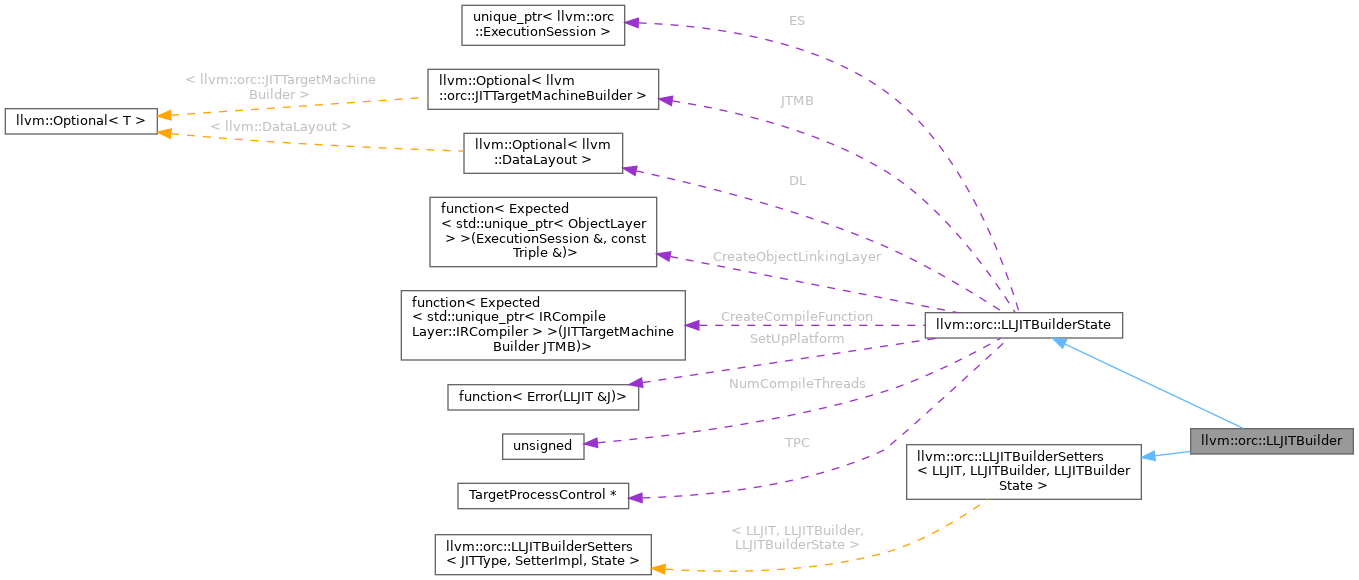 unique_ptr< llvm::orc
::ExecutionSession >
ES
< llvm::orc::JITTargetMachine
Builder >
llvm::Optional< llvm
::orc::JITTargetMachineBuilder >
JTMB
llvm::Optional< T >
< llvm::DataLayout >
llvm::Optional< llvm
::DataLayout >
DL
function< Expected
< std::unique_ptr< ObjectLayer
> >(ExecutionSession &, const
Triple &)>
CreateObjectLinkingLayer
function< Expected
< std::unique_ptr< IRCompile
Layer::IRCompiler > >(JITTargetMachine
Builder JTMB)>
CreateCompileFunction
llvm::orc::LLJITBuilderState
SetUpPlatform
function< Error(LLJIT &J)>
NumCompileThreads
unsigned
TPC
llvm::orc::LLJITBuilder
llvm::orc::LLJITBuilderSetters
< LLJIT, LLJITBuilder, LLJITBuilder
State >
TargetProcessControl *
< LLJIT, LLJITBuilder,
LLJITBuilderState >
llvm::orc::LLJITBuilderSetters
< JITType, SetterImpl, State >